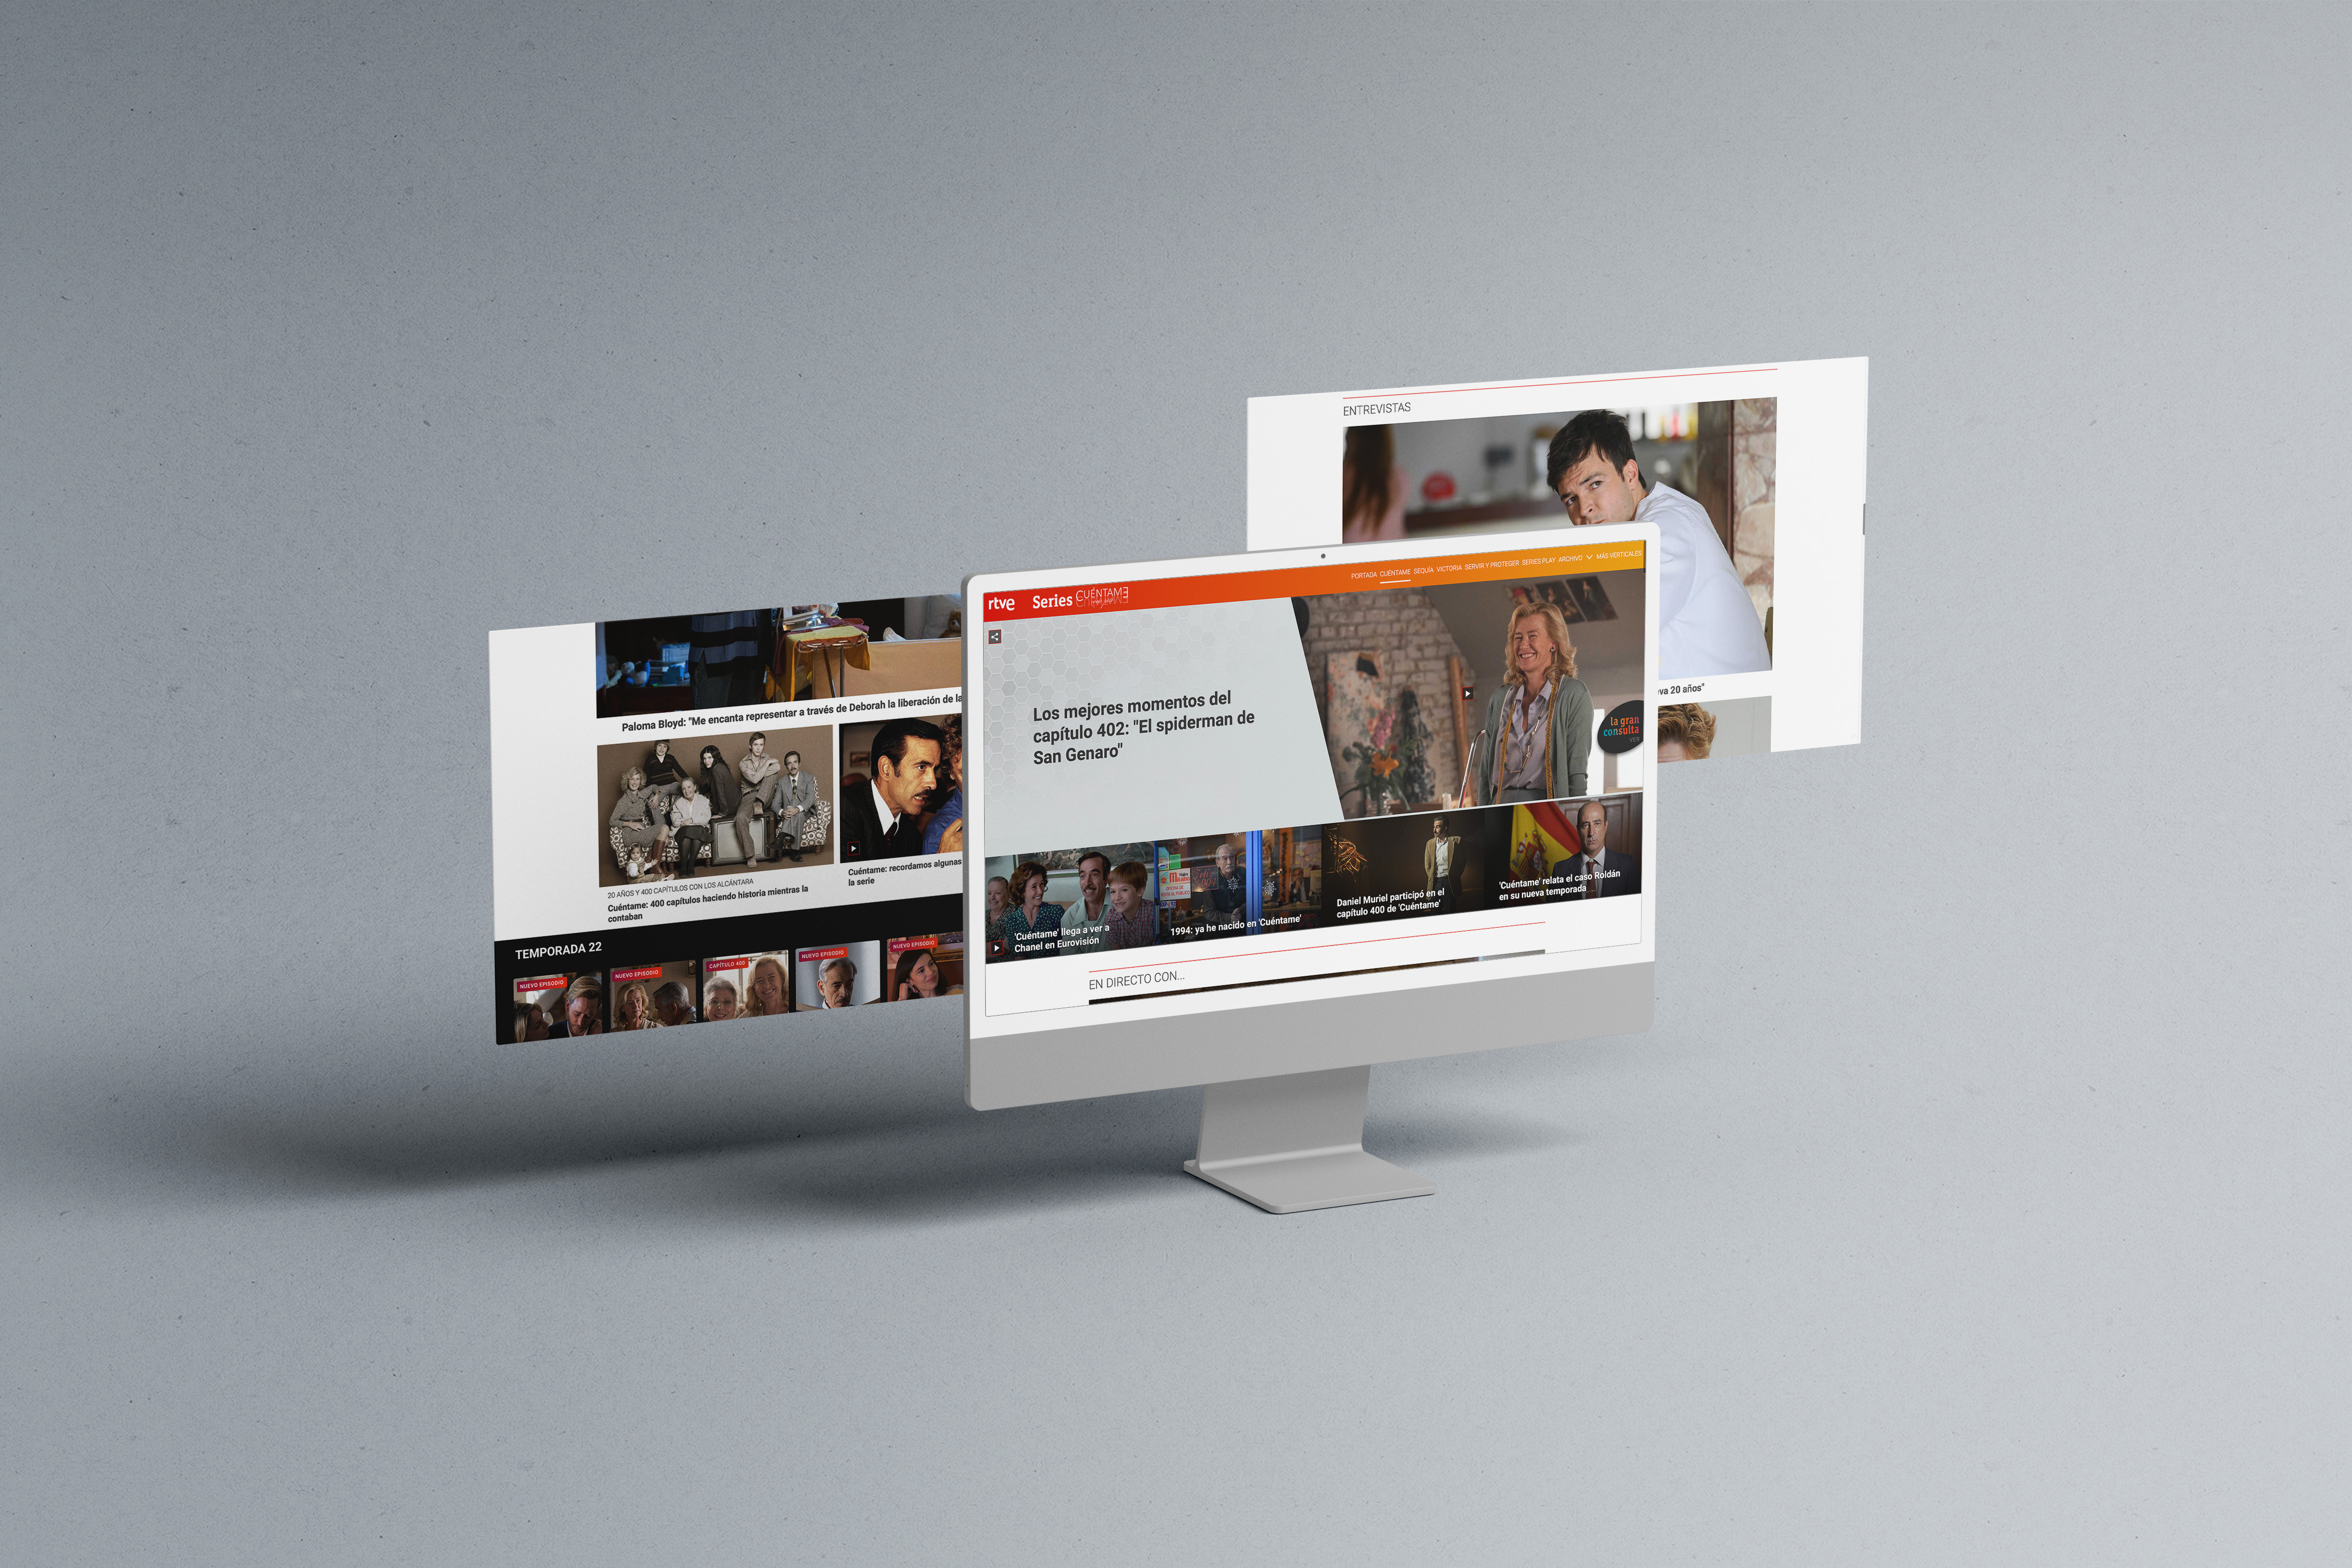 ENTREVISTAS
va 20 años"
rtve Series CUÉNTAME
PORTADA CUÉNTAME SEQUÍA VICTORIA SERVIR Y PROTEGER SERIES PLAY ARCHIVO MÁS VERTICALES
Los mejores momentos del
capítulo 402: "El spiderman de
San Genaro"
la gran
consulta
VER
'Cuéntame' llega a ver a
Chanel en Eurovisión
1994: ya he nacido en 'Cuéntame'
Daniel Muriel participó en el
capítulo 400 de 'Cuéntame'
'Cuéntame' relata el caso Roldán
en su nueva temporada
EN DIRECTO CON...
Paloma Bloyd: "Me encanta representar a través de Deborah la liberación de la
20 AÑOS Y 400 CAPÍTULOS CON LOS ALCÁNTARA
Cuéntame: 400 capítulos haciendo historia mientras la
contaban
Cuéntame: recordamos algunas
la serie
TEMPORADA 22
NUEVO EPISODIO
NUEVO EPISODIO
CAPÍTULO 400
NUEVO EPISODIO
NUEVO EPISODIO